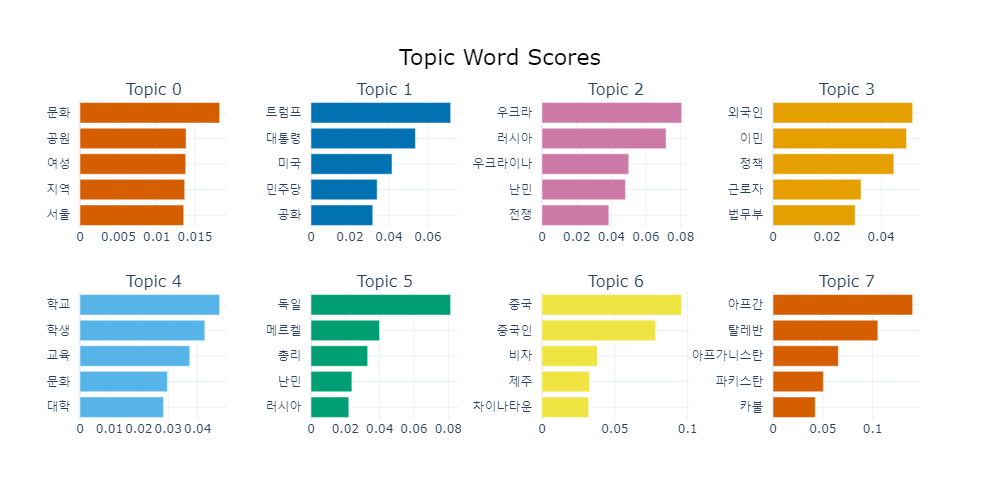 Topic Word Scores
Topic 0
문화
공원
여성
지역
서울
0 0.005 0.01 0.015
Topic 1
트럼프
대통령
미국
민주당
공화
0 0.02 0.04 0.06
Topic 2
우크라
러시아
우크라이나
난민
전쟁
0 0.02 0.04 0.06 0.08
Topic 3
외국인
이민
정책
근로자
법무부
0 0.02 0.04
Topic 4
학교
학생
교육
문화
대학
0 0.01 0.02 0.03 0.04
Topic 5
독일
메르켈
총리
난민
러시아
0 0.02 0.04 0.06 0.08
Topic 6
중국
중국인
비자
제주
차이나타운
0 0.05 0.1
Topic 7
아프간
탈레반
아프가니스탄
파키스탄
카불
0 0.05 0.1